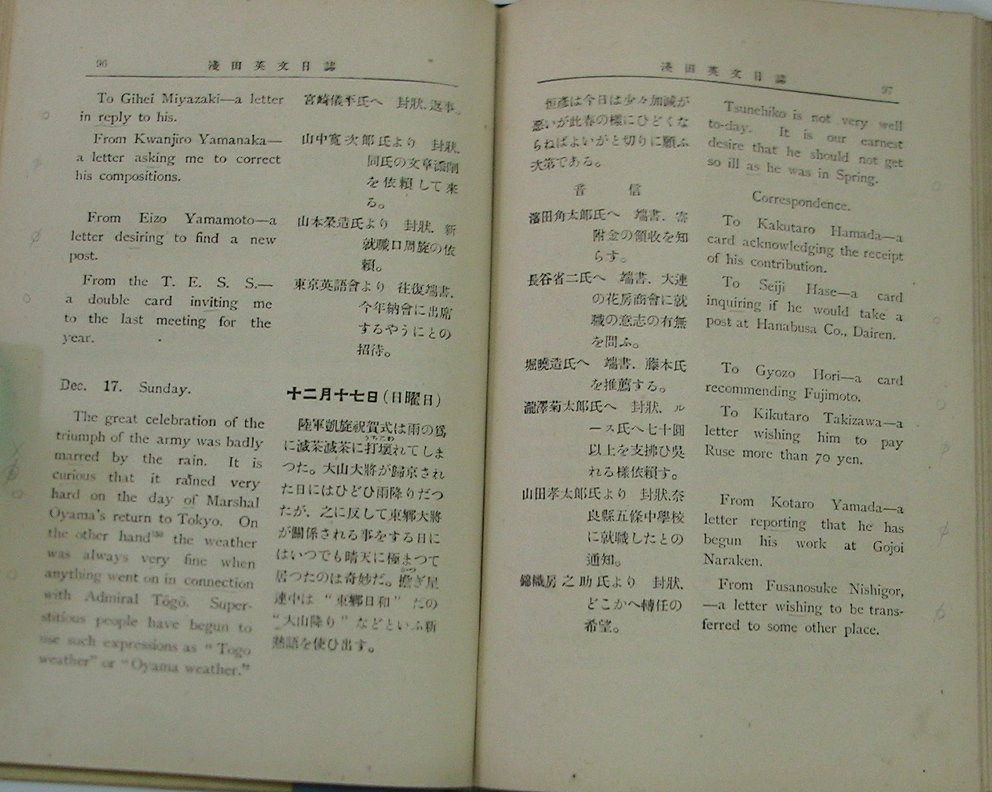 96
淺田英文日誌
To Gihei Miyazaki—a letter
in reply to his.
From Kwanjiro Yamanaka—
a letter asking me to correct
his compositions.
From Eizo Yamamoto—a
letter desiring to find a new
post.
From the T. E. S. S.—
a double card inviting me
to the last meeting for the
year.
Dec. 17. Sunday.
The great celebration of the
triumph of the army was badly
marred by the rain. It is
curious that it rained very
hard on the day of Marshal
Oyama's return to Tokyo. On
the other hand the weather
was always very fine when
anything went on in connection
with Admiral Tōgō. Super-
stitious people have begun to
use such expressions as "Togo
weather" or "Oyama weather."
宮崎儀平氏へ 封狀、返事、
山中寬次郎氏より 封狀、
同氏の文章添削
を依賴して來
る。
山本榮造氏より 封狀、新
就職口周旋の依
賴。
東京英語會より 往復端書、
今年納會に出席
するやうにとの
招待。
十二月十七日(日曜日)
陸軍凱旋祝賀式は雨の爲
に滅茶滅茶に打壞れてしま
つた。大山大將が歸京され
た日にはひどひ雨降りだつ
たが、之に反して東鄕大將
が關係される事をする日に
はいつでも晴天に極まつて
居つたのは奇妙だ。擔ぎ星
連中は "東鄕日和" だの
"大山降り" などといふ新
熟語を使ひ出す。
淺田英文日誌
97
恒彥は今日は少々加減が
惡いが此春の樣にひどくな
らねばよいがと切りに願ふ
次第である。
音信
濱田角太郎氏へ 端書、寄
附金の領收を知
らす。
長谷省二氏へ 端書、大連
の花房商會に就
職の意志の有無
を問ふ。
堀曉造氏へ 端書、藤本氏
を推薦する。
瀧澤菊太郎氏へ 封狀、ル
ース氏へ七十圓
以上を支拂ひ吳
れる樣依賴す。
山田孝太郎氏より 封狀、奈
良縣五條中學校
に就職したとの
通知。
錦織房之助氏より 封狀、
どこかへ轉任の
希望。
Tsunehiko is not very well
to-day. It is our earnest
desire that he should not get
so ill as he was in Spring.
Correspondence.
To Kakutaro Hamada—a
card acknowledging the receipt
of his contribution.
To Seiji Hase—a card
inquiring if he would take a
post at Hanabusa Co., Dairen.
To Gyozo Hori—a card
recommending Fujimoto.
To Kikutaro Takizawa—a
letter wishing him to pay
Ruse more than 70 yen.
From Kotaro Yamada—a
letter reporting that he has
begun his work at Gojoi
Naraken.
From Fusanosuke Nishigor,
—a letter wishing to be trans-
ferred to some other place.